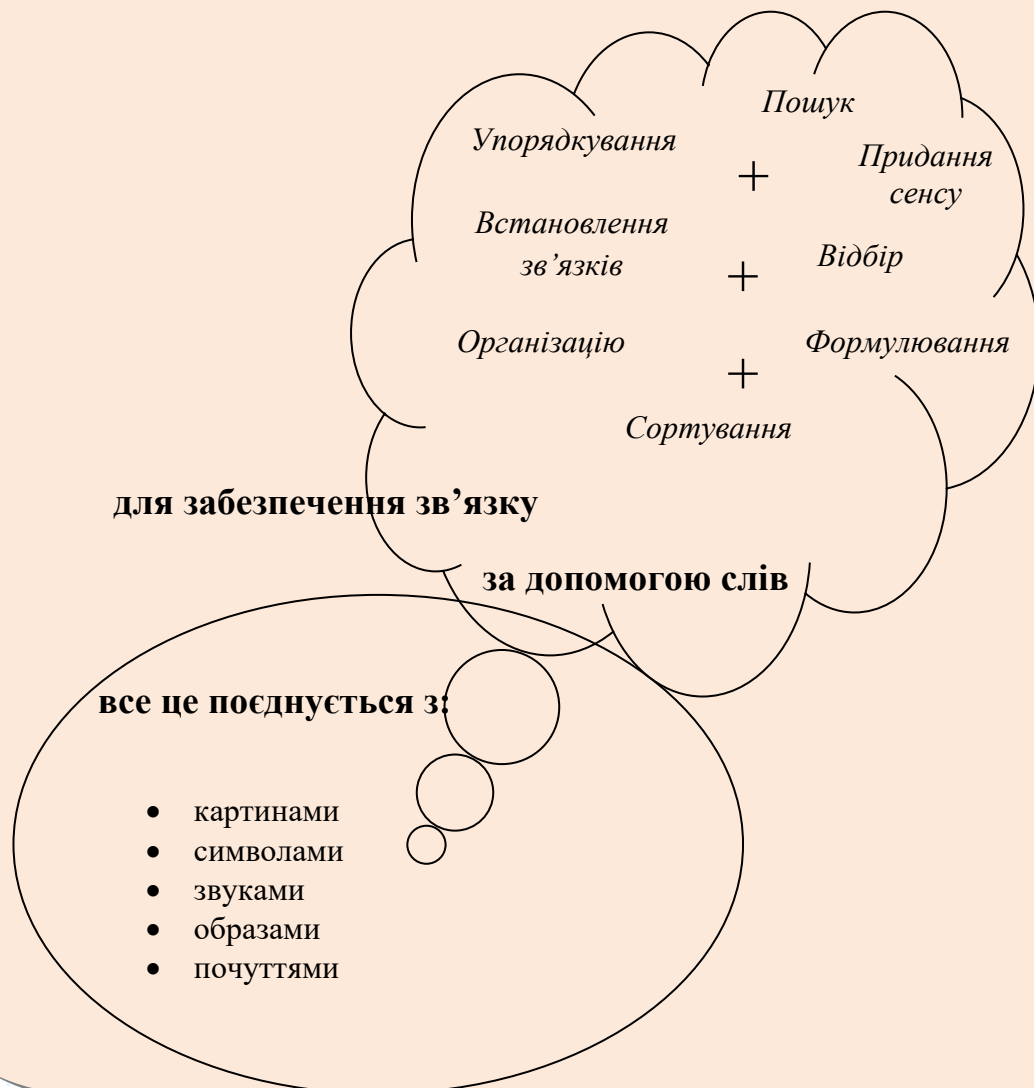 Пошук
Упорядкування
Придання
сенсу
+
Встановлення
зв’язків
Відбір
+
Організацію
Формулювання
+
Сортування
для забезпечення зв’язку
за допомогою слів
все це поєднується з:
• картинами
• символами
• звуками
• образами
• почуттями